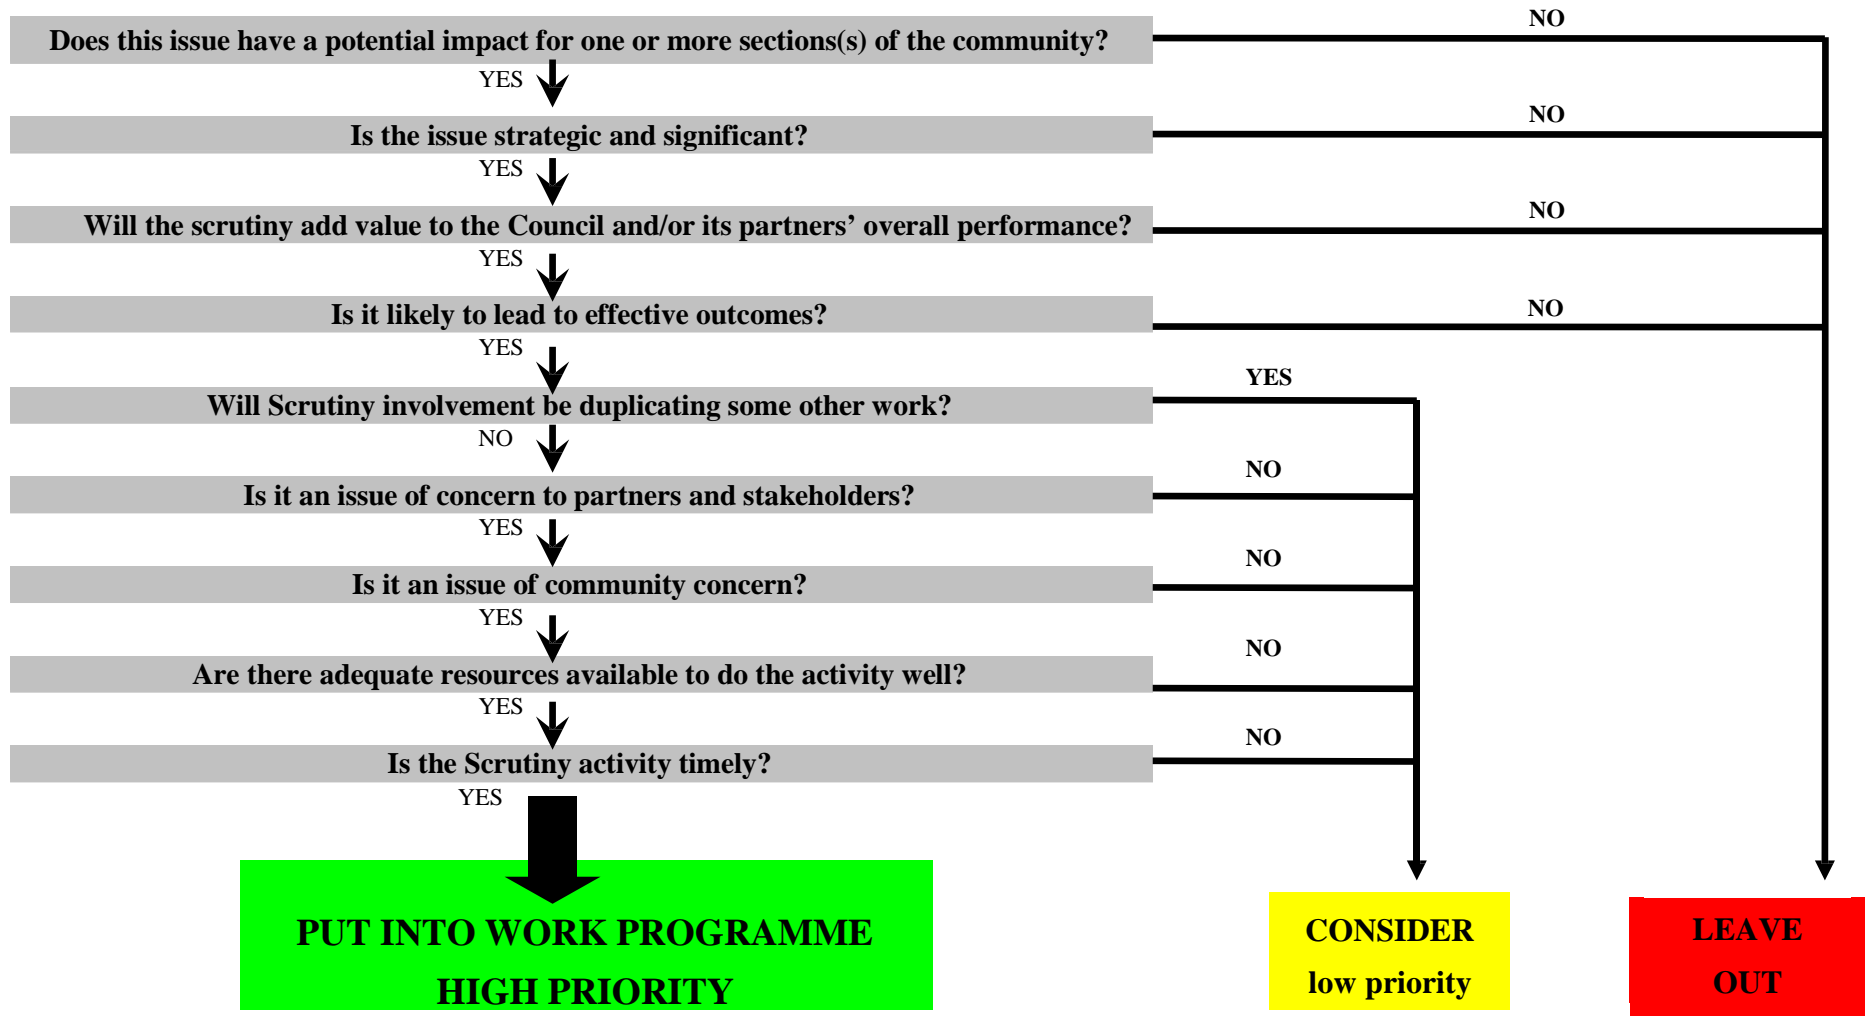 NO
Does this issue have a potential impact for one or more sections(s) of the community?
YES
NO
Is the issue strategic and significant?
YES
NO
Will the scrutiny add value to the Council and/or its partners’ overall performance?
YES
NO
Is it likely to lead to effective outcomes?
YES
YES
Will Scrutiny involvement be duplicating some other work?
NO
NO
Is it an issue of concern to partners and stakeholders?
YES
NO
Is it an issue of community concern?
YES
NO
Are there adequate resources available to do the activity well?
YES
NO
Is the Scrutiny activity timely?
YES
PUT INTO WORK PROGRAMME
HIGH PRIORITY
CONSIDER
low priority
LEAVE
OUT